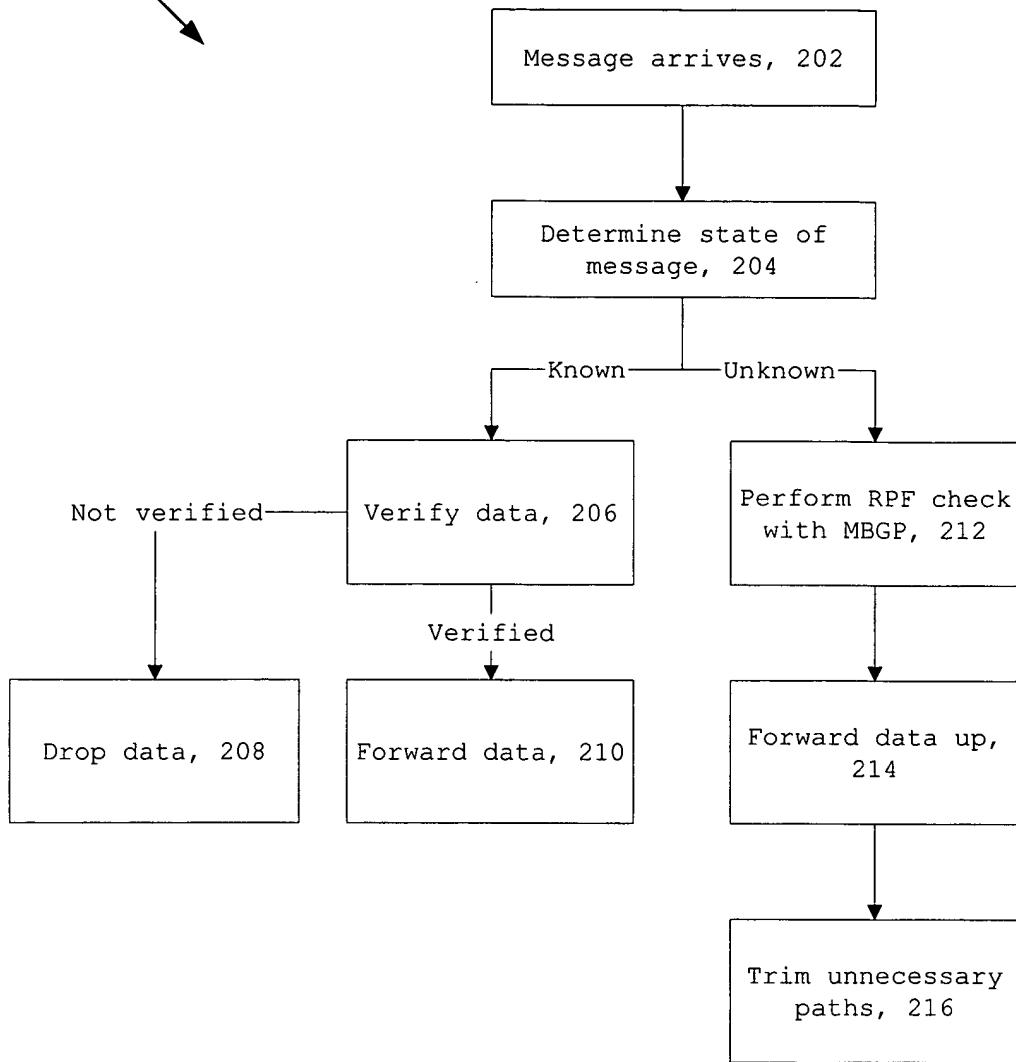 Message arrives, 202
Determine state of
message, 204
Known
Unknown
Not verified
Verify data, 206
Perform RPF check
with MBGP, 212
Verified
Drop data, 208
Forward data, 210
Forward data up,
214
Trim unnecessary
paths, 216